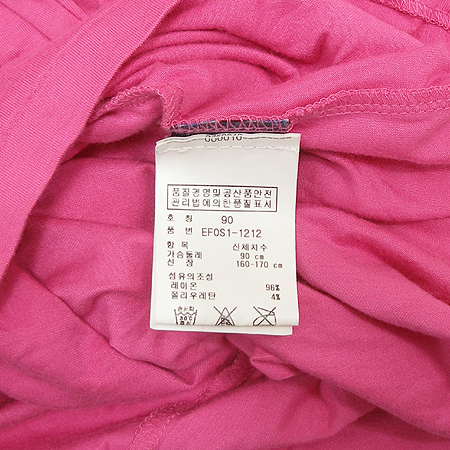 품질경영및공산품안전
관리법에의한품질표시
호 칭 90
품 번 EF0S1-1212
항 목 신체치수
가슴둘레 90 cm
신 장 160-170 cm
섬유의조성
레이온 96%
폴리우레탄 4%